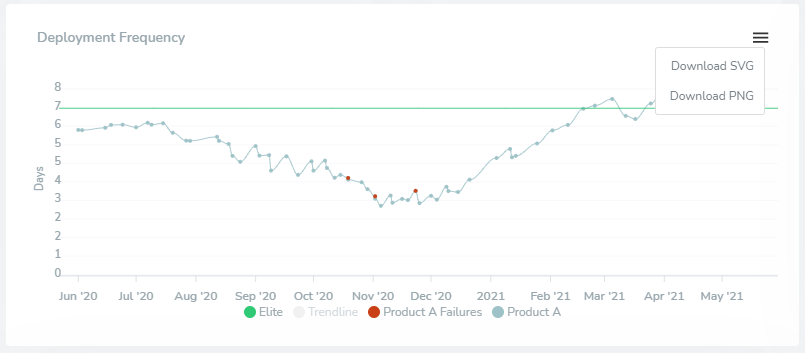 Deployment Frequency
Download SVG
Download PNG
8
7
6
5
5
4
3
2
2
1
0
Days
Jun '20 Jul '20 Aug '20 Sep '20 Oct '20 Nov '20 Dec '20 2021 Feb '21 Mar '21 Apr '21 May '21
Elite Trendline Product A Failures Product A